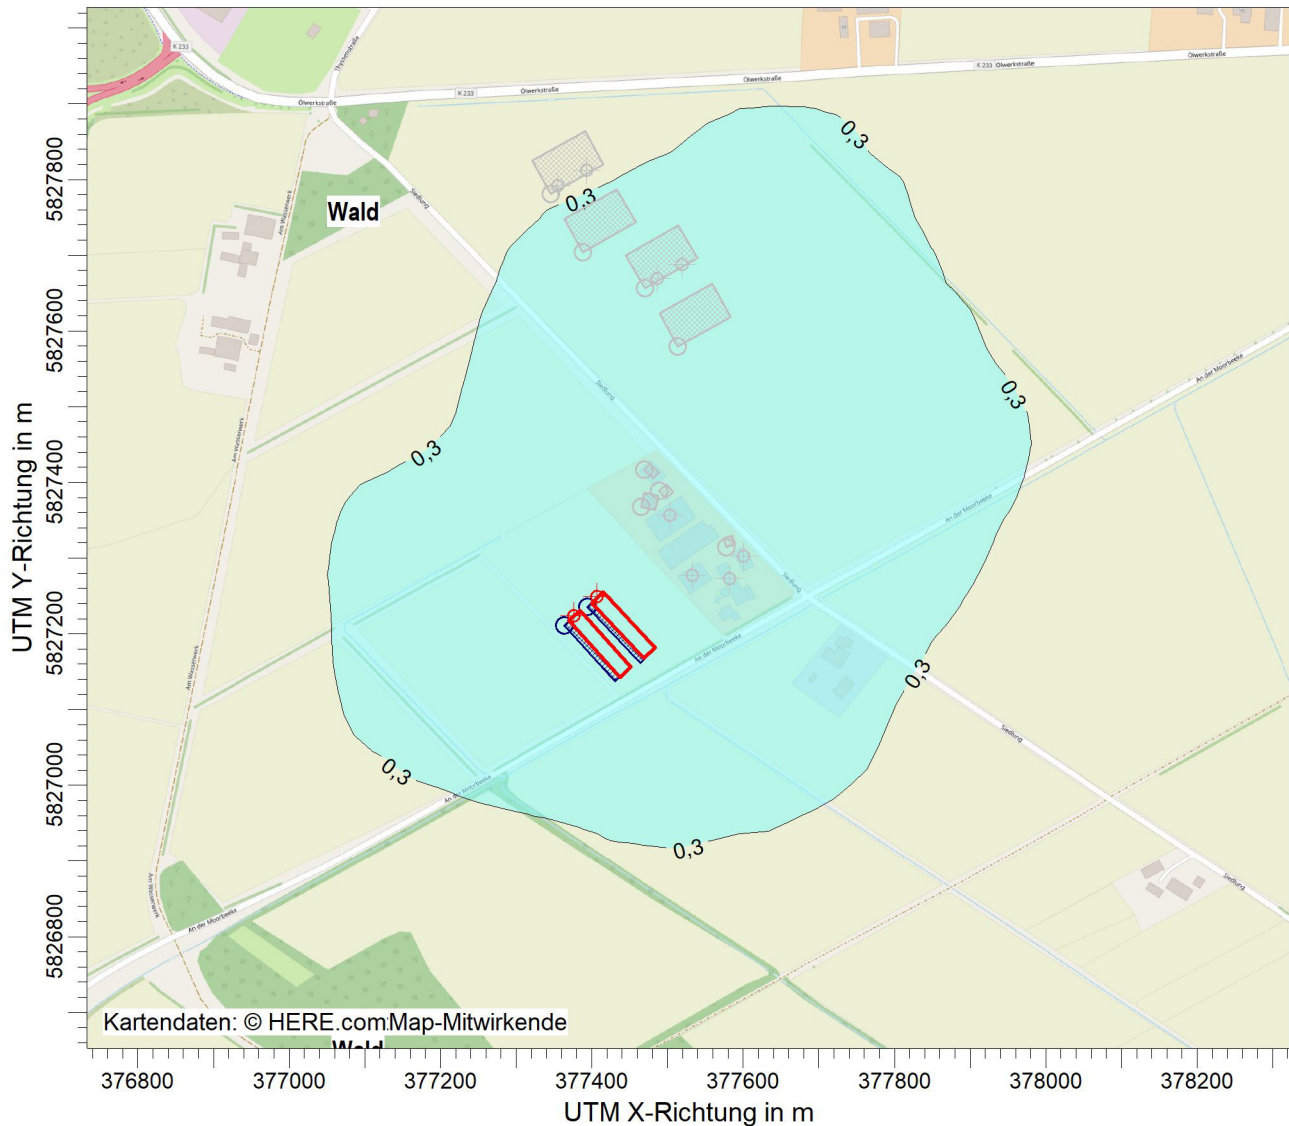 K 233
Thyssenstraße
Ölwerkstraße
K 233
Ölwerkstraße
Ölwerkstraße
K 233
Ölwerkstraße
Ölwerkstraße
0,3
0,3
Siedlung
Wald
Am Wasserwerk
Siedlung
An der Moorbeeke
0,3
0,3
Am Wasserwerk
An der Moorbeeke
Siedlung
An der Moorbeeke
Am Wasserwerk
0,3
Siedlung
0,3
An der Moorbeeke
0,3
Siedlung
Am Wasserwerk
An der Moorbeeke
Kartendaten: © HERE.com Map-Mitwirkende
Wald
5827800
5827600
5827400
5827200
5827000
5826800
UTM Y-Richtung in m
376800 377000 377200 377400 377600 377800 378000 378200
UTM X-Richtung in m